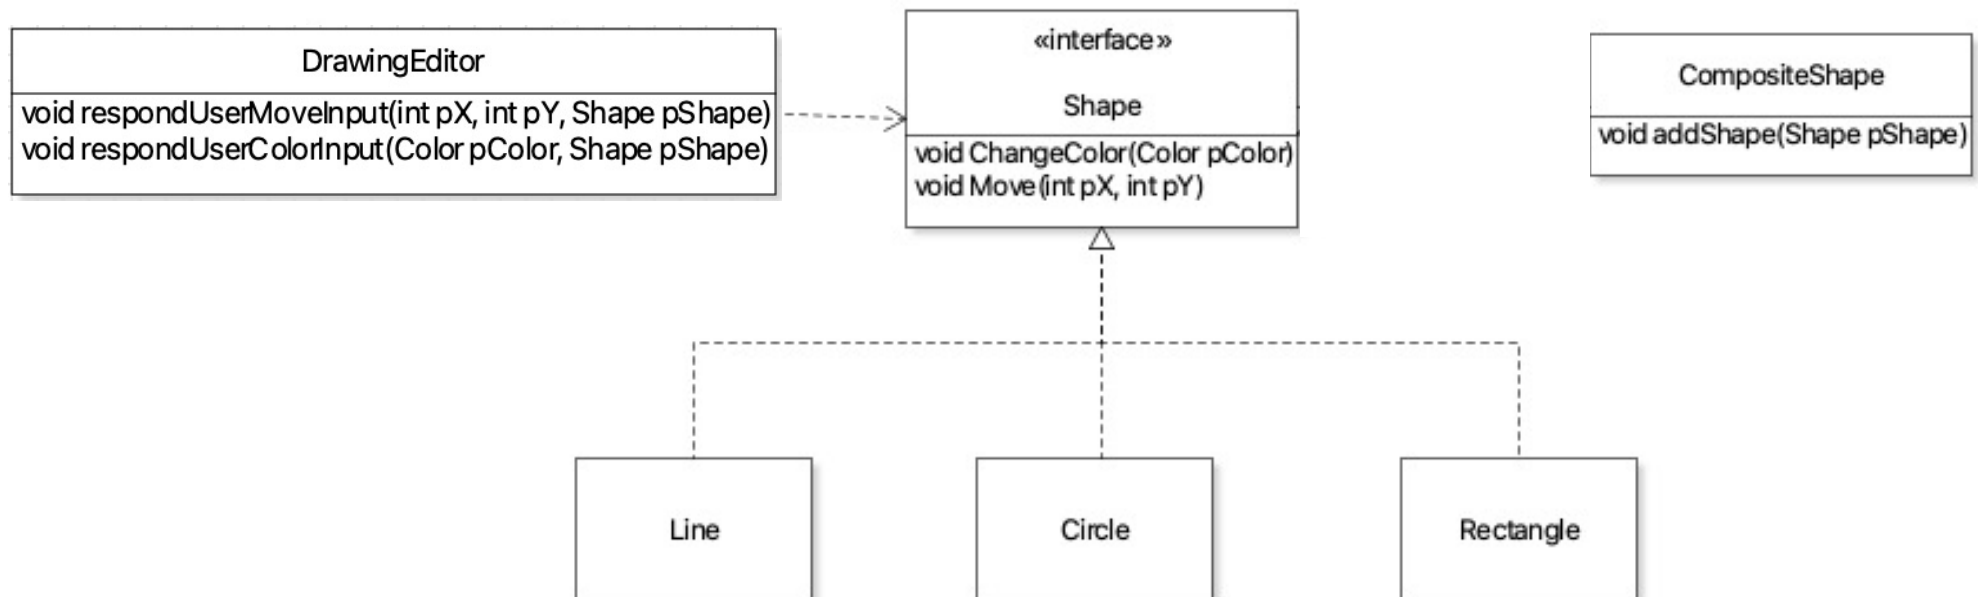 DrawingEditor
void respondUserMoveInput(int pX, int pY, Shape pShape)
void respondUserColorInput(Color pColor, Shape pShape)
«interface»
Shape
void ChangeColor(Color pColor)
void Move(int pX, int pY)
CompositeShape
void addShape(Shape pShape)
Line
Circle
Rectangle